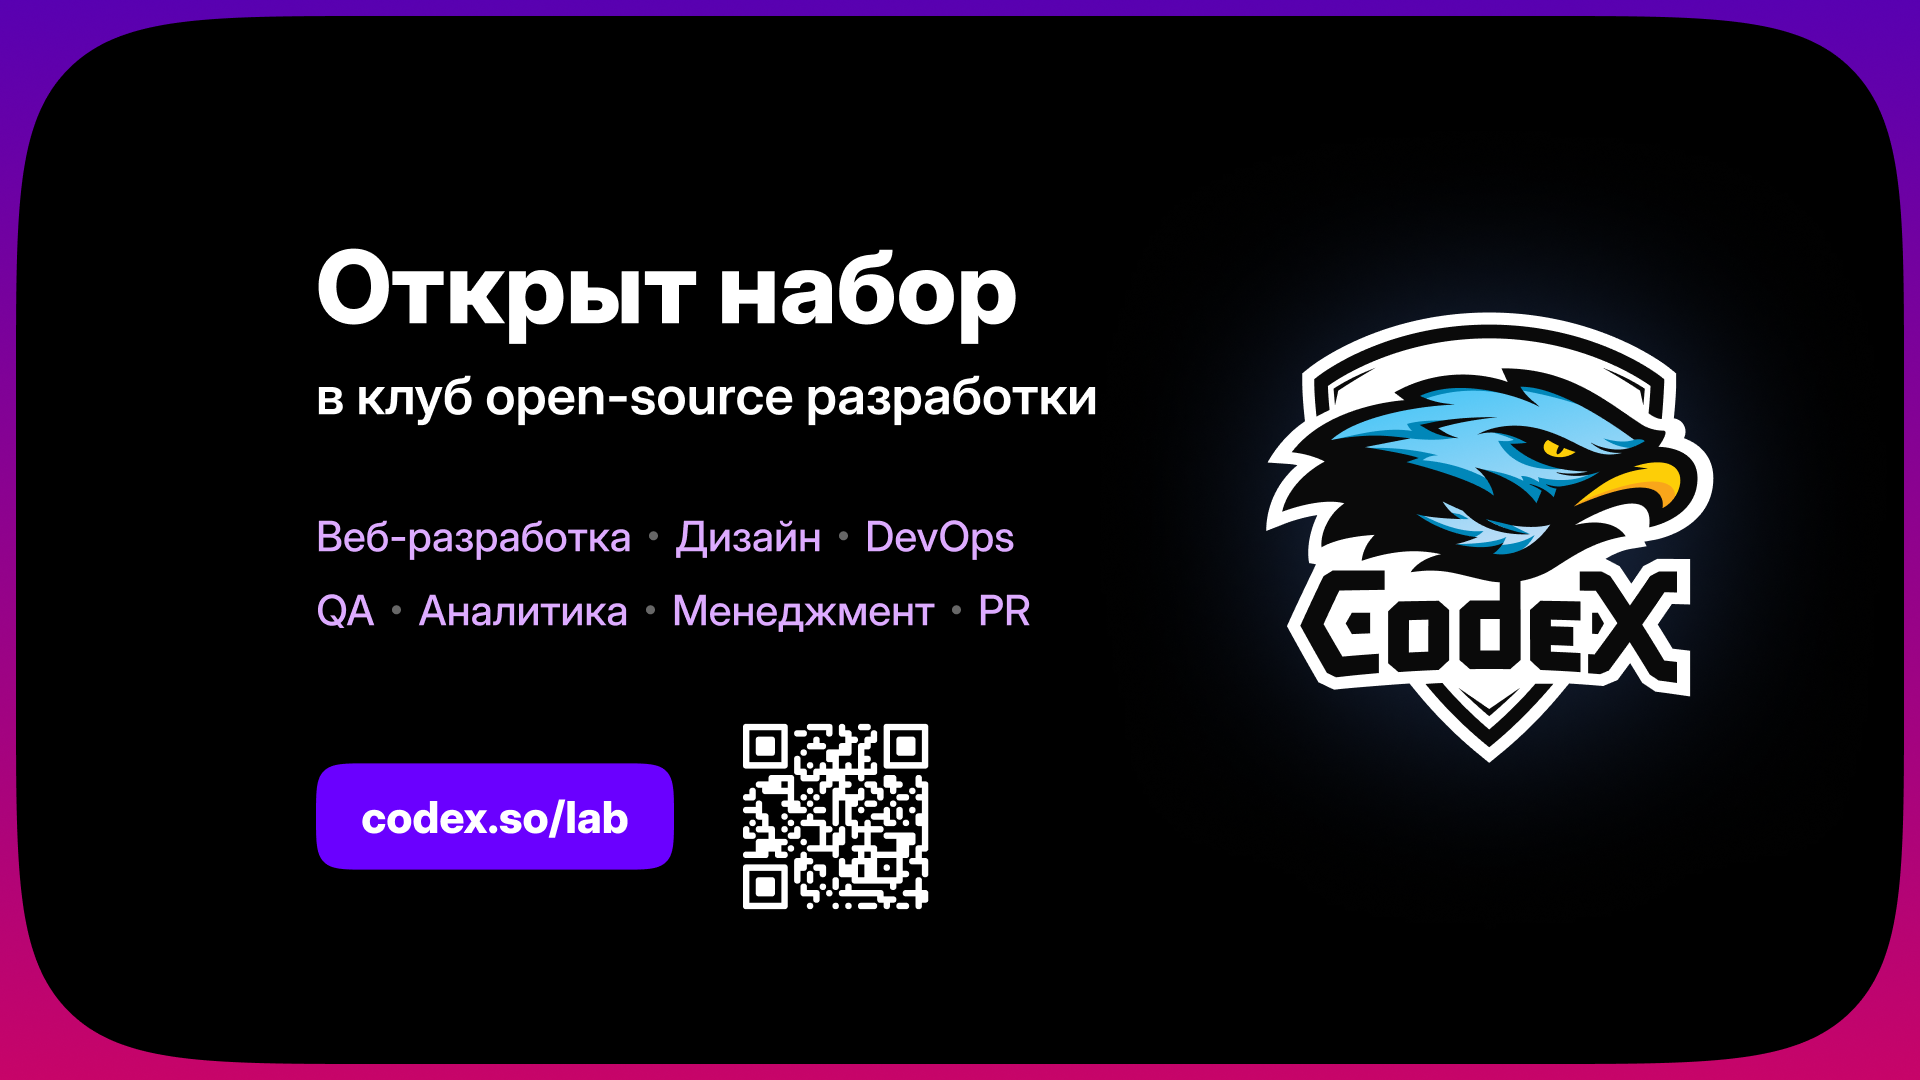 Открыт набор
в клуб open-source разработки
Веб-разработка • Дизайн • DevOps
QA • Аналитика • Менеджмент • PR
codex.so/lab
CodeX